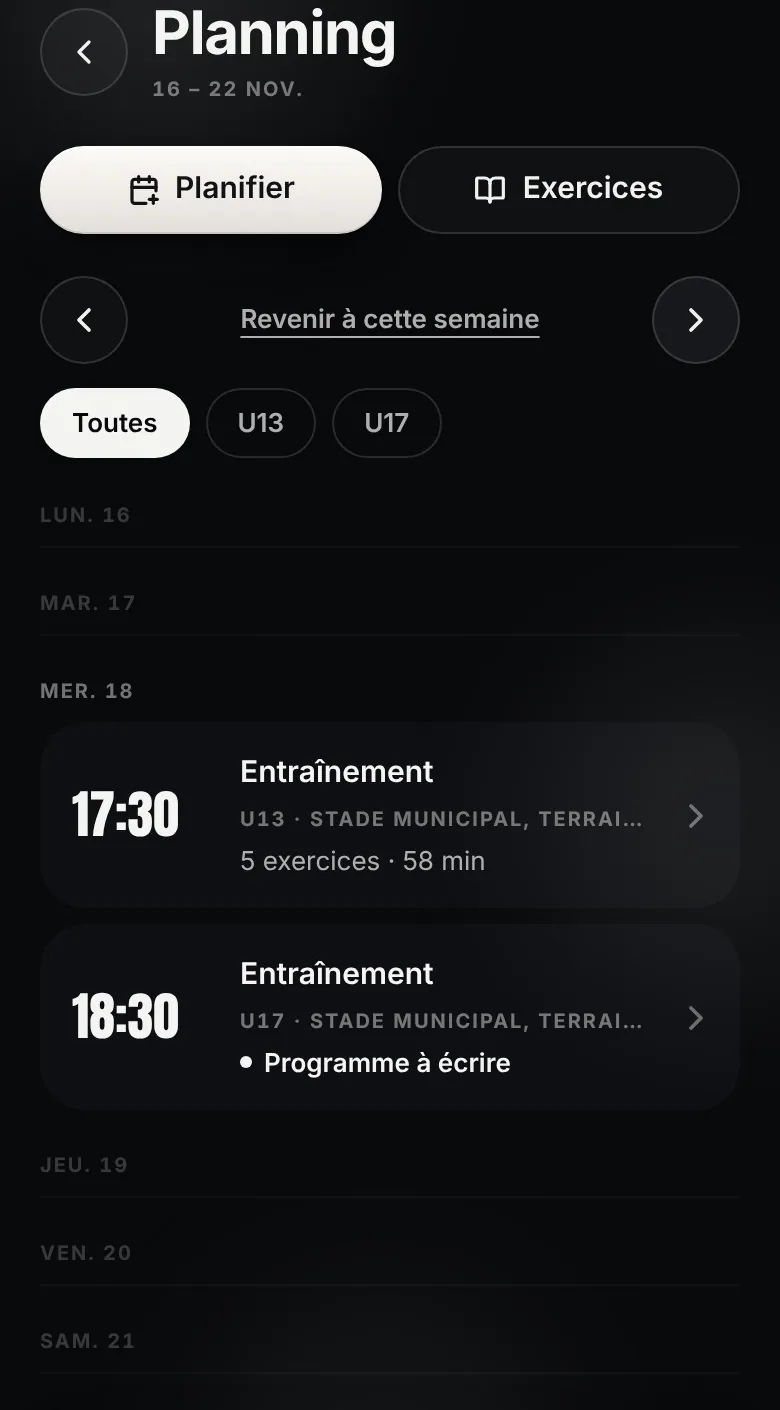 Planning
16 – 22 NOV.
Planifier
Exercices
Revenir à cette semaine
Toutes
U13
U17
LUN. 16
MAR. 17
MER. 18
17:30
Entraînement
U13 · STADE MUNICIPAL, TERRAI...
5 exercices · 58 min
18:30
Entraînement
U17 · STADE MUNICIPAL, TERRAI...
Programme à écrire
JEU. 19
VEN. 20
SAM. 21